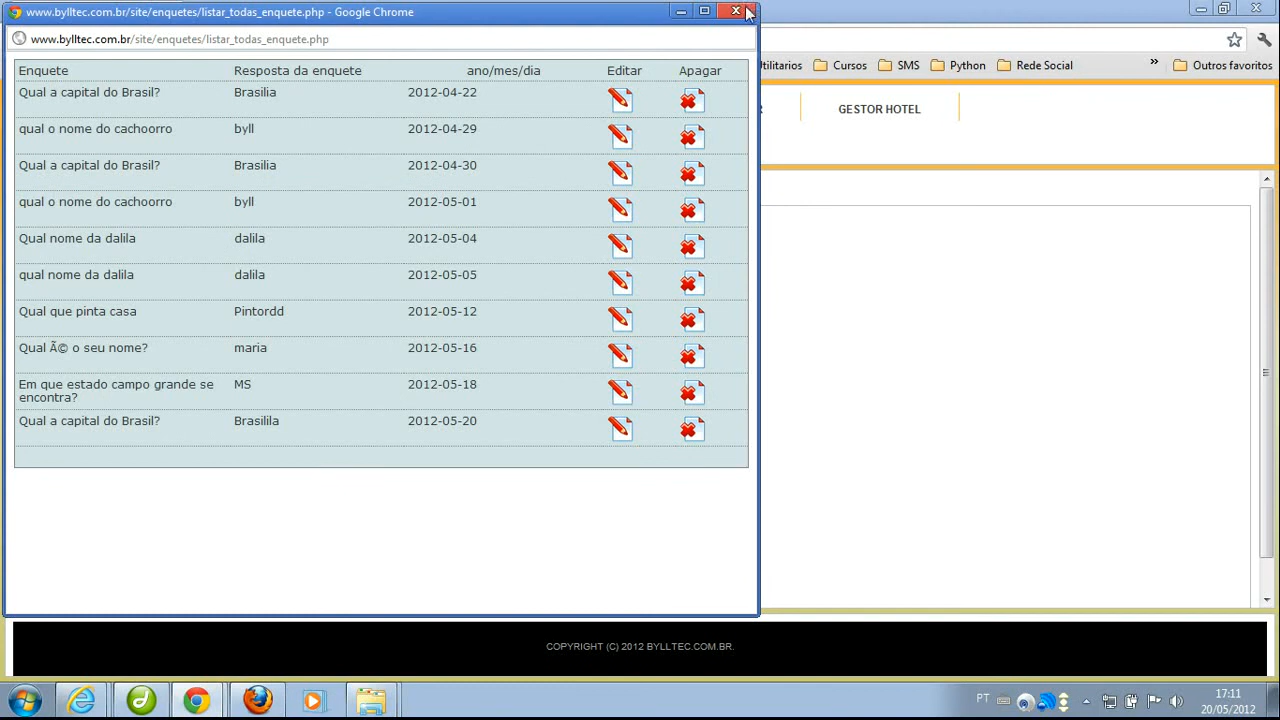 www.bylltec.com.br/site/enquetes/listar_todas_enquete.php - Google Chrome
www.bylltec.com.br/site/enquetes/listar_todas_enquete.php
Enquete Resposta da enquete ano/mes/dia Editar Apagar
Qual a capital do Brasil? Brasilia 2012-04-22
qual o nome do cachoorro byll 2012-04-29
Qual a capital do Brasil? Brasilia 2012-04-30
qual o nome do cachoorro byll 2012-05-01
Qual nome da dalila dalila 2012-05-04
qual nome da dalila dalila 2012-05-05
Qual que pinta casa Pintordd 2012-05-12
Qual Ã© o seu nome? maria 2012-05-16
Em que estado campo grande se encontra? MS 2012-05-18
Qual a capital do Brasil? Brasilila 2012-05-20
Cursos SMS Python Rede Social » Outros favoritos
GESTOR HOTEL
COPYRIGHT (C) 2012 BYLLTEC.COM.BR.
PT 17:11
20/05/2012